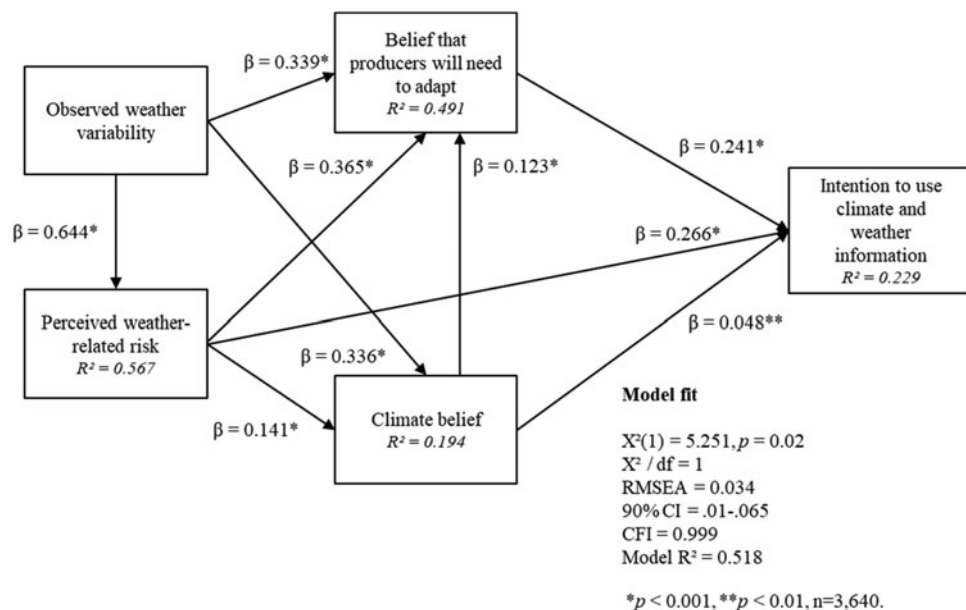 Observed weather
variability
β = 0.339*
Belief that
producers will need
to adapt
R² = 0.491
β = 0.644*
β = 0.365*
β = 0.123*
β = 0.241*
Intention to use
climate and
weather
information
R² = 0.229
β = 0.266*
Perceived weather-
related risk
R² = 0.567
β = 0.336*
β = 0.048**
β = 0.141*
Climate belief
R² = 0.194
Model fit
X²(1) = 5.251, p = 0.02
X² / df = 1
RMSEA = 0.034
90% CI = .01-.065
CFI = 0.999
Model R² = 0.518
*p < 0.001, **p < 0.01, n=3,640.